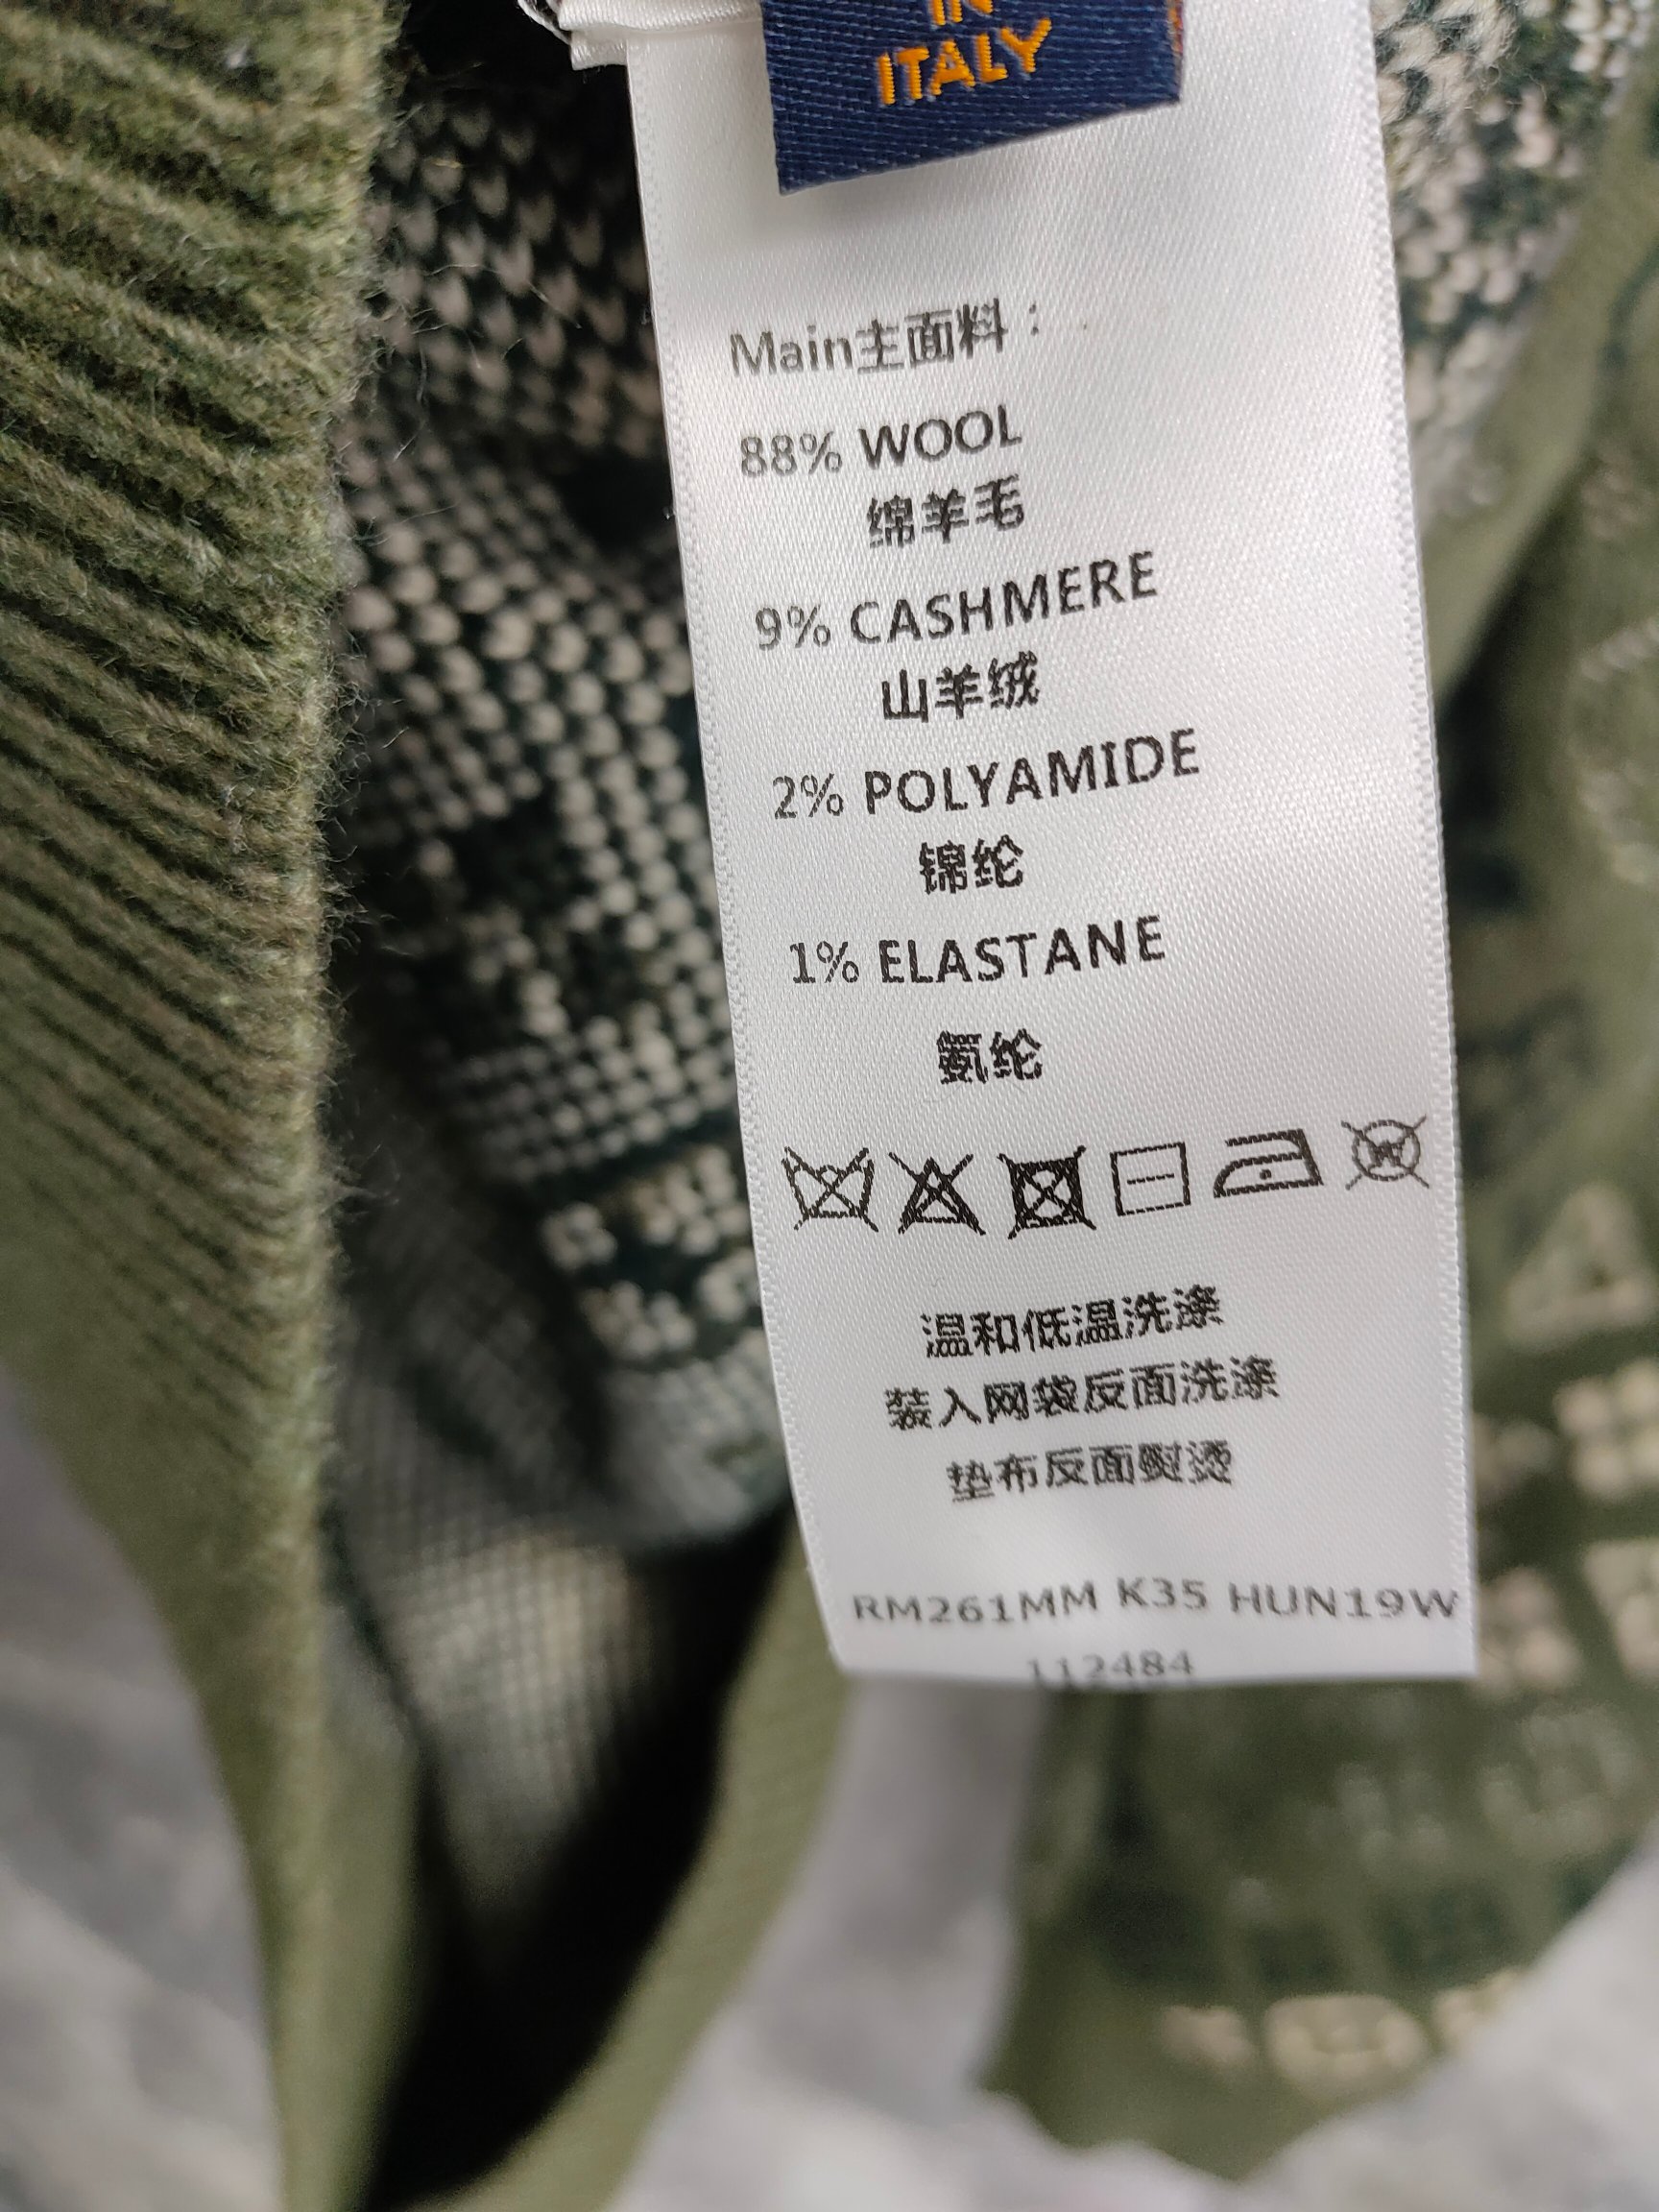 IN
ITALY
Main主面料：
88% WOOL
绵羊毛
9% CASHMERE
山羊绒
2% POLYAMIDE
锦纶
1% ELASTANE
氨纶
W
温和低温洗涤
装入网袋反面洗涤
垫布反面熨烫
RM261MM K35 HUN19W
112484